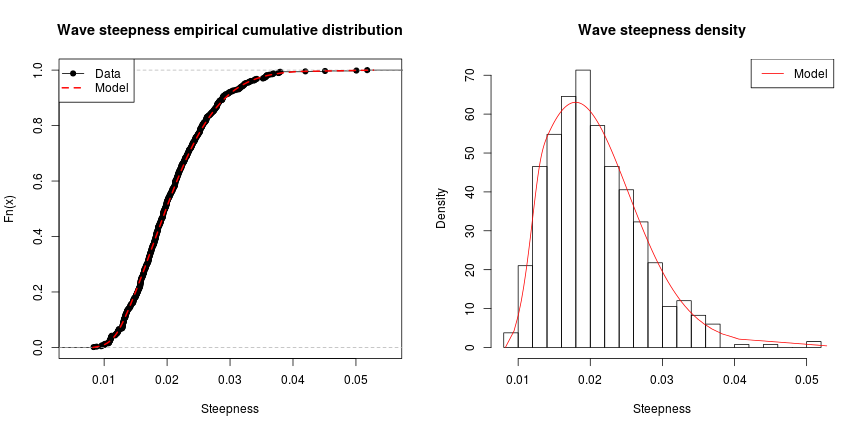 Wave steepness empirical cumulative distribution
Data
Model
Fn(x)
0.0
0.2
0.4
0.6
0.8
1.0
0.01 0.02 0.03 0.04 0.05
Steepness
Wave steepness density
Model
Density
0
10
20
30
40
50
60
70
0.01 0.02 0.03 0.04 0.05
Steepness